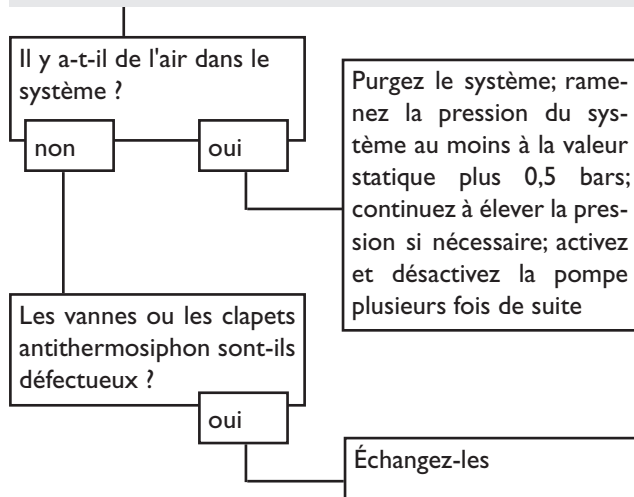 Il y a-t-il de l'air dans le
système ?
non
oui
Purgez le système; rame-
nez la pression du sys-
tème au moins à la valeur
statique plus 0,5 bars;
continuez à élever la pres-
sion si nécessaire; activez
et désactivez la pompe
plusieurs fois de suite
Les vannes ou les clapets
antithermosiphon sont-ils
défectueux ?
oui
Échangez-les